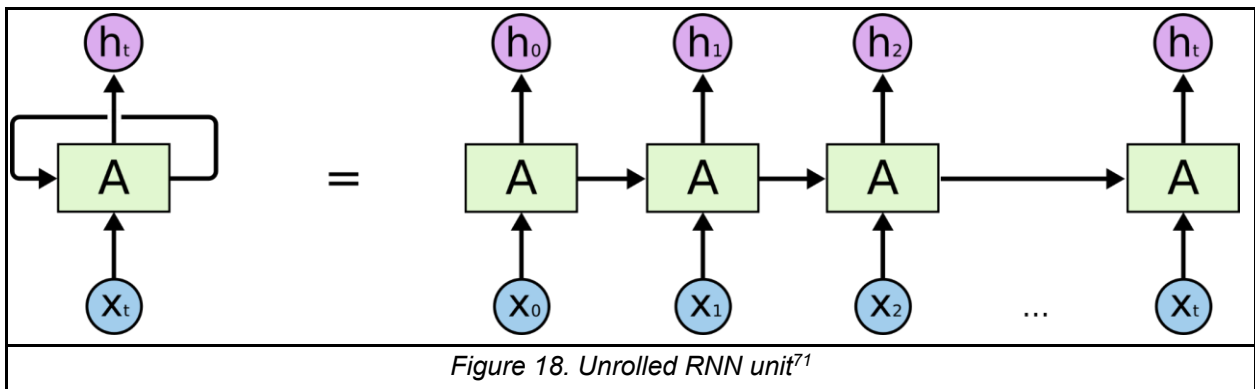 hₜ h₀ h₁ h₂ hₜ
A = A A A A
xₜ x₀ x₁ x₂ ... xₜ
Figure 18. Unrolled RNN unit⁷¹